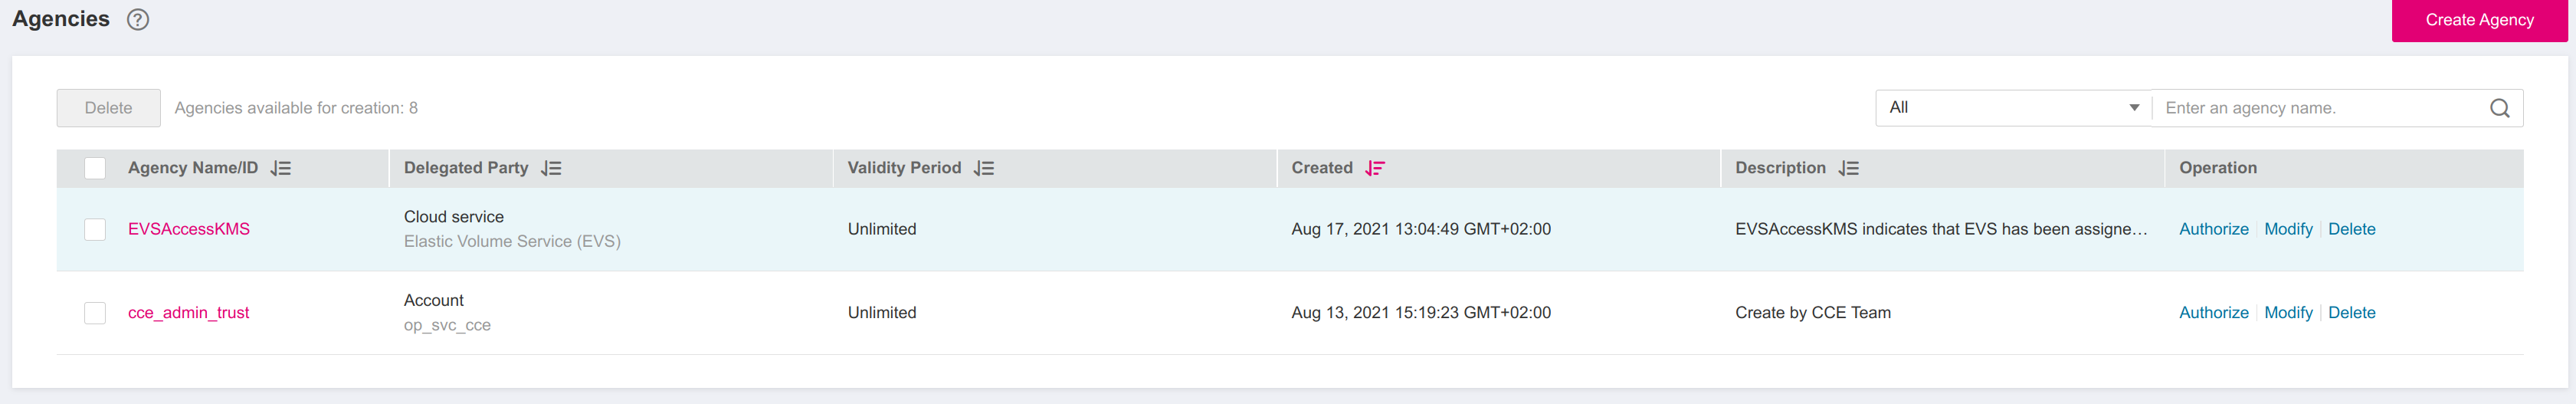 Agencies ?
Create Agency
Delete Agencies available for creation: 8
All Enter an agency name.
Agency Name/ID Delegated Party Validity Period Created Description Operation
EVSAccessKMS Cloud service Elastic Volume Service (EVS) Unlimited Aug 17, 2021 13:04:49 GMT+02:00 EVSAccessKMS indicates that EVS has been assigne... Authorize Modify Delete
cce_admin_trust Account op_svc_cce Unlimited Aug 13, 2021 15:19:23 GMT+02:00 Create by CCE Team Authorize Modify Delete